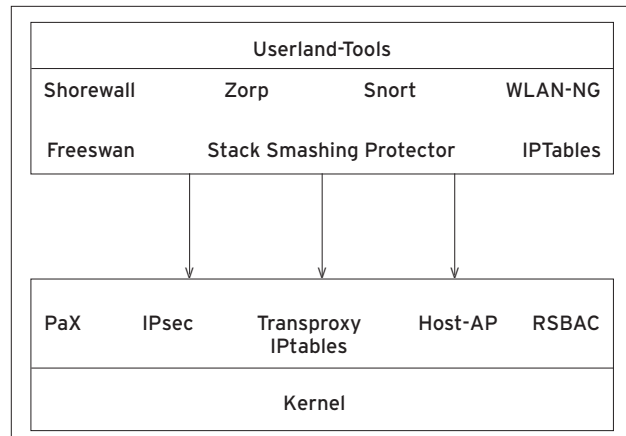 Userland-Tools
Shorewall Zorp Snort WLAN-NG
Freeswan Stack Smashing Protector IPTables
PaX IPsec Transproxy Host-AP RSBAC
IPtables
Kernel